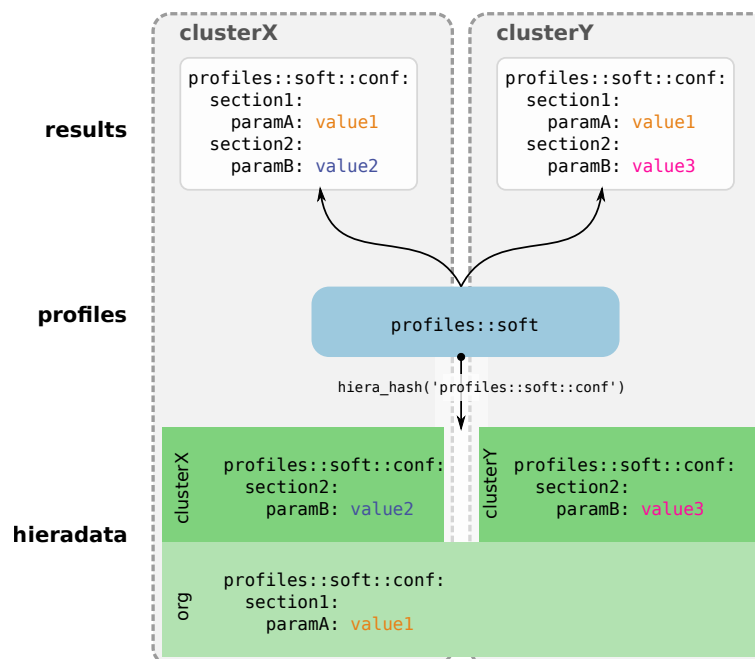 clusterX
clusterY
results
profiles::soft::conf:
  section1:
    paramA: value1
  section2:
    paramB: value2
profiles::soft::conf:
  section1:
    paramA: value1
  section2:
    paramB: value3
profiles
profiles::soft
hiera_hash('profiles::soft::conf')
hieradata
clusterX
profiles::soft::conf:
  section2:
    paramB: value2
clusterY
profiles::soft::conf:
  section2:
    paramB: value3
org
profiles::soft::conf:
  section1:
    paramA: value1